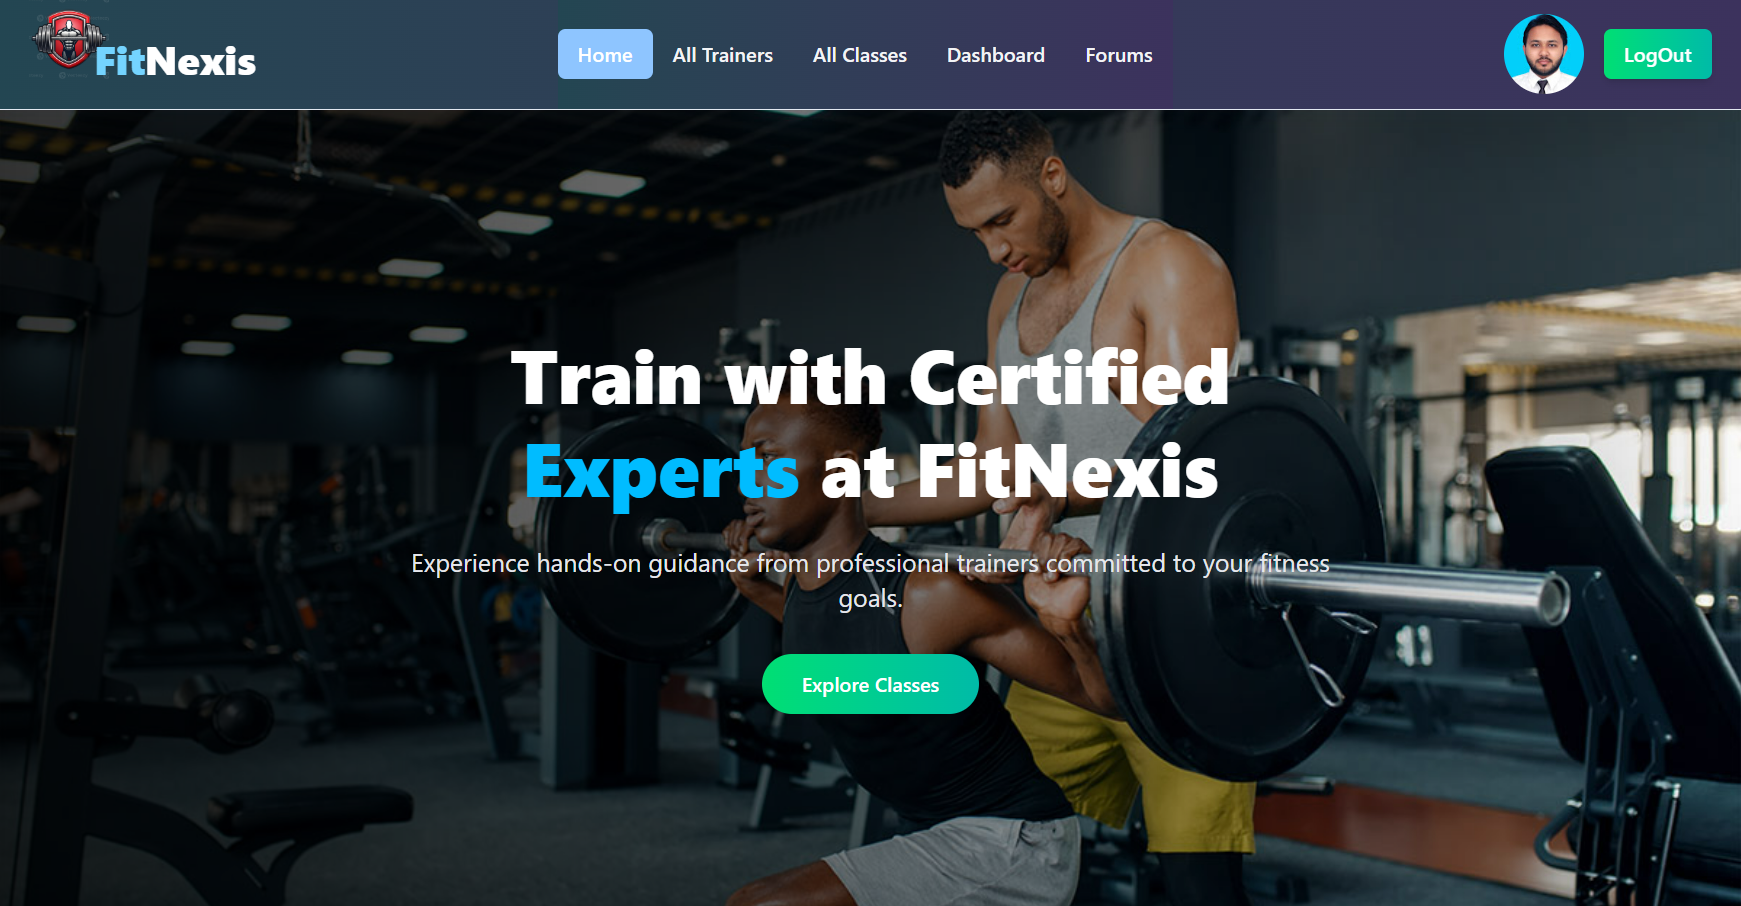 FitNexis
Home
All Trainers
All Classes
Dashboard
Forums
LogOut
Train with Certified
Experts at FitNexis
Experience hands-on guidance from professional trainers committed to your fitness
goals.
Explore Classes